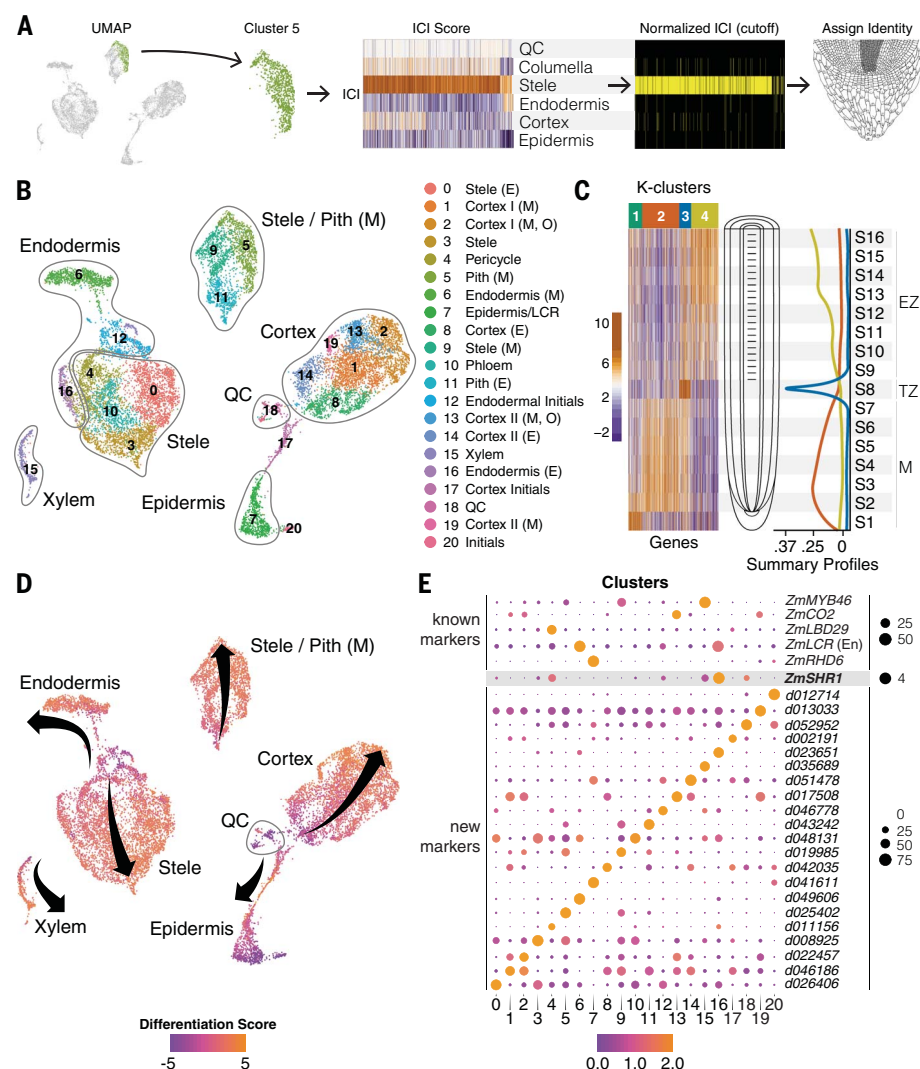 A
UMAP
Cluster 5
ICI Score
Normalized ICI (cutoff)
Assign Identity
ICI
QC
Columella
Stele
Endodermis
Cortex
Epidermis
B
Endodermis
Stele / Pith (M)
Cortex
QC
Stele
Xylem
Epidermis
6
12
4
16
0
10
3
15
9
5
11
13
2
19
1
14
8
18
17
7
20
0 Stele (E)
1 Cortex I (M)
2 Cortex I (M, O)
3 Stele
4 Pericycle
5 Pith (M)
6 Endodermis (M)
7 Epidermis/LCR
8 Cortex (E)
9 Stele (M)
10 Phloem
11 Pith (E)
12 Endodermal Initials
13 Cortex II (M, O)
14 Cortex II (E)
15 Xylem
16 Endodermis (E)
17 Cortex Initials
18 QC
19 Cortex II (M)
20 Initials
C
K-clusters
1 2 3 4
10
6
2
−2
Genes
S16
S15
S14
S13
S12
S11
S10
S9
S8
S7
S6
S5
S4
S3
S2
S1
EZ
TZ
M
.37 .25 0
Summary Profiles
D
Endodermis
Stele / Pith (M)
Cortex
QC
Stele
Xylem
Epidermis
Differentiation Score
-5 5
E
Clusters
known
markers
ZmMYB46
ZmCO2
ZmLBD29
ZmLCR (En)
ZmRHD6
25
50
ZmSHR1
4
new
markers
d012714
d013033
d052952
d002191
d023651
d035689
d051478
d017508
d046778
d043242
d048131
d019985
d042035
d041611
d049606
d025402
d011156
d008925
d022457
d046186
d026406
0
25
50
75
0 2 4 6 8 10 12 14 16 18 20
1 3 5 7 9 11 13 15 17 19
0.0 1.0 2.0